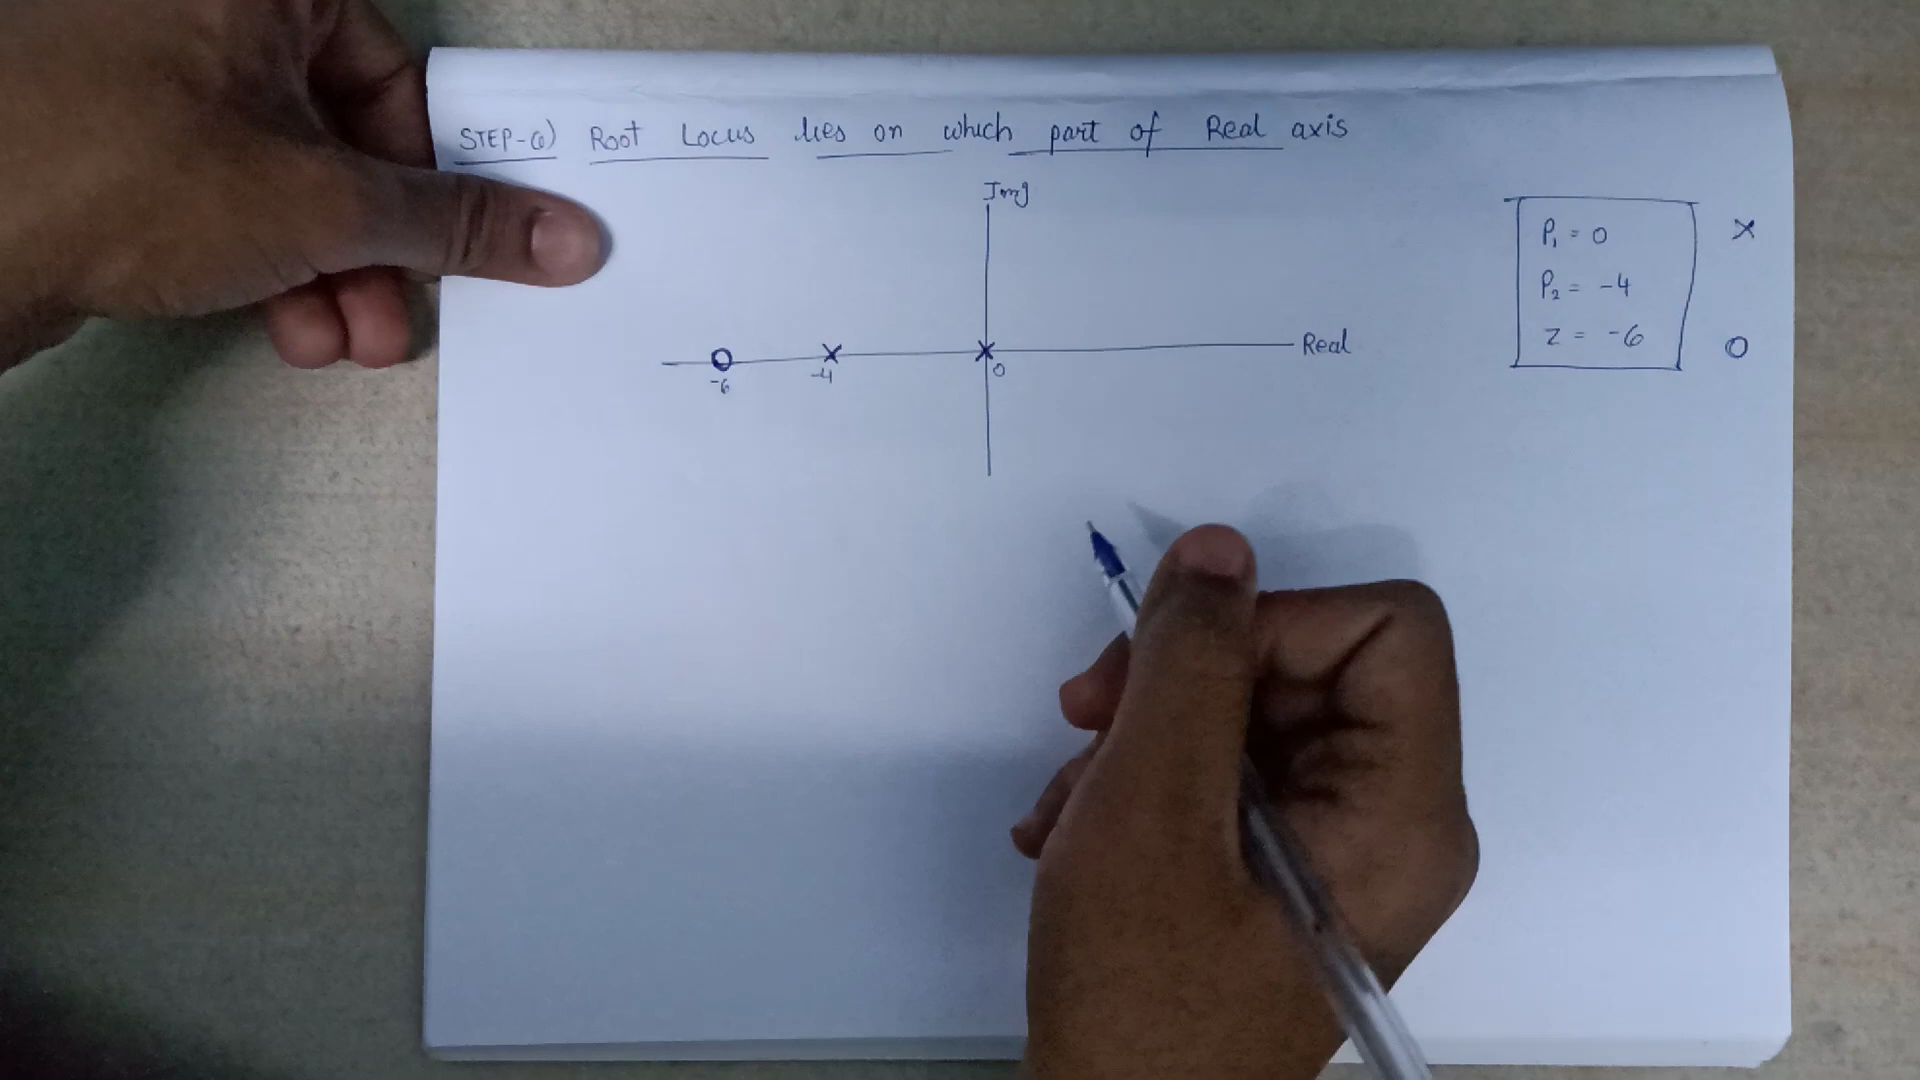 STEP-6) Root Locus lies on which part of Real axis
Img
P₁ = 0 ×
P₂ = -4
Z = -6 O
Real
-6 -4 0